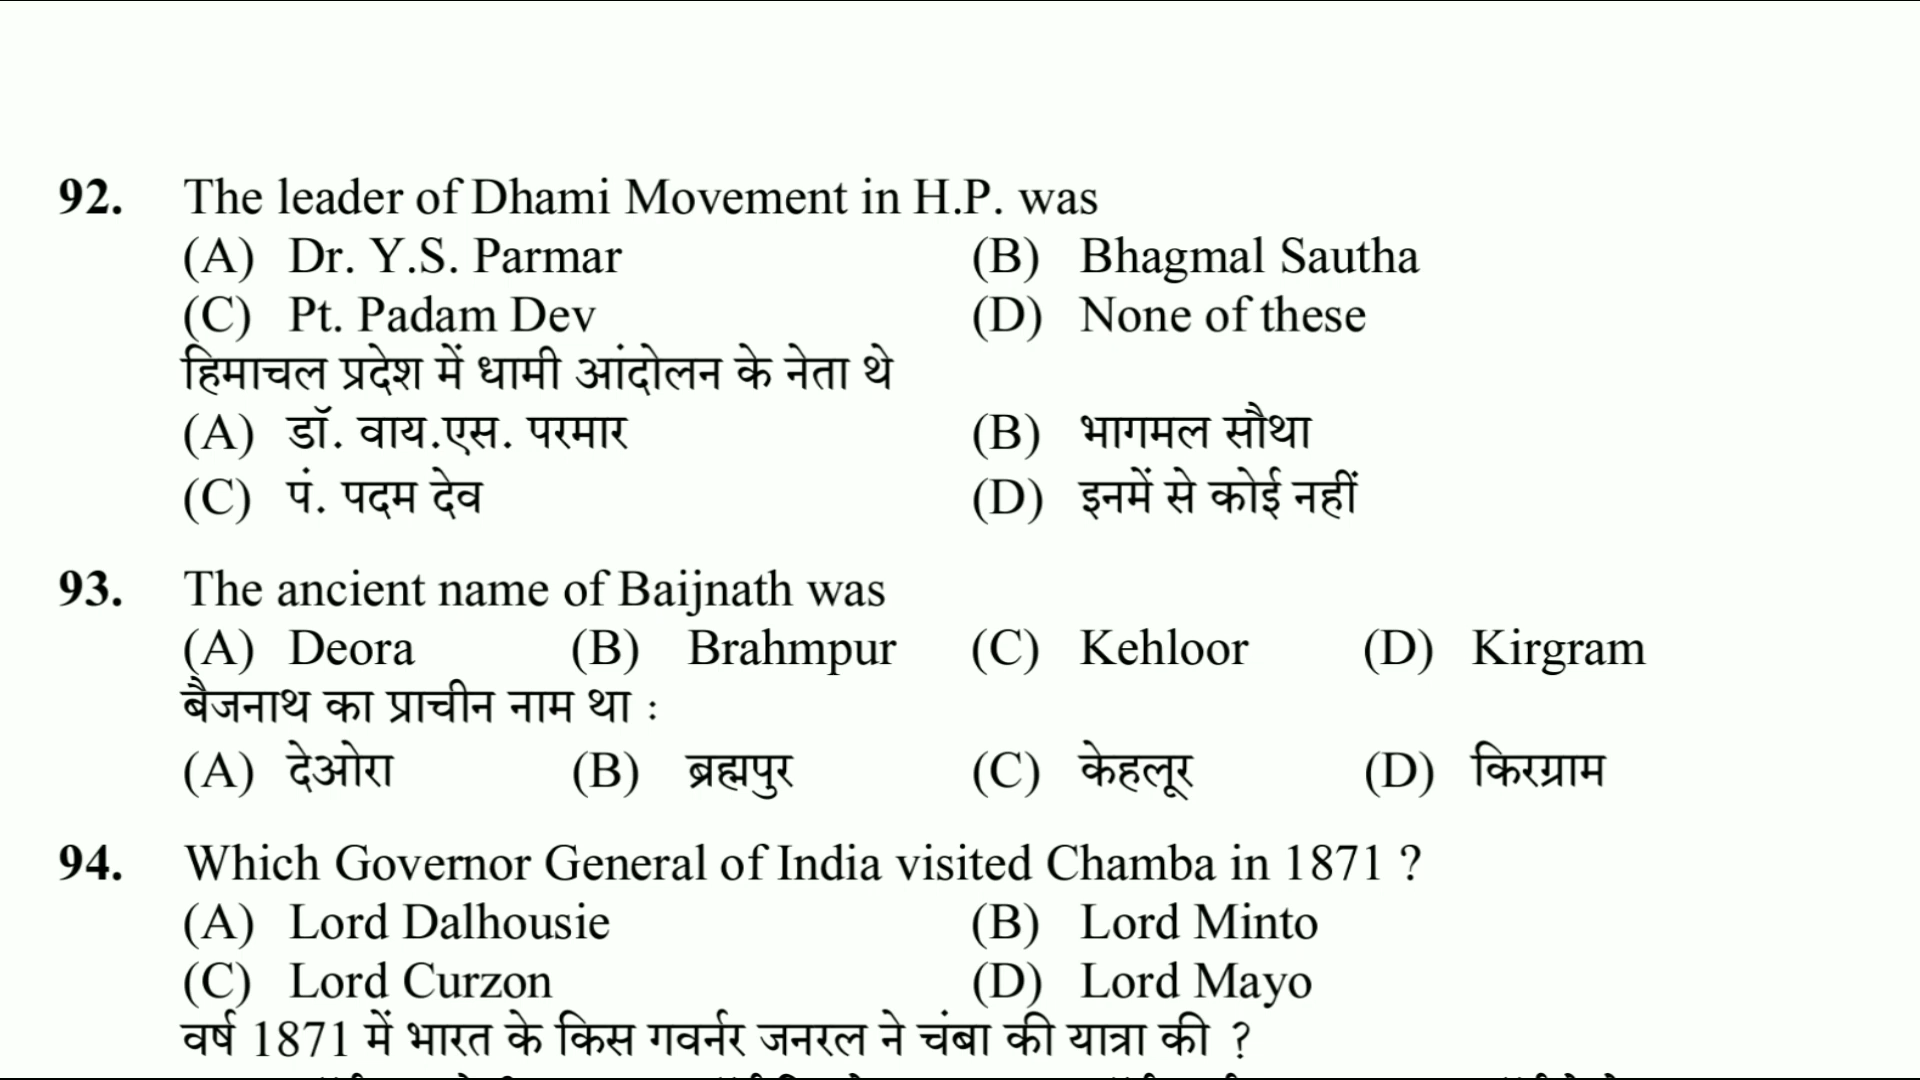 92. The leader of Dhami Movement in H.P. was
(A) Dr. Y.S. Parmar (B) Bhagmal Sautha
(C) Pt. Padam Dev (D) None of these
हिमाचल प्रदेश में धामी आंदोलन के नेता थे
(A) डॉ. वाय.एस. परमार (B) भागमल सौथा
(C) पं. पदम देव (D) इनमें से कोई नहीं
93. The ancient name of Baijnath was
(A) Deora (B) Brahmpur (C) Kehloor (D) Kirgram
बैजनाथ का प्राचीन नाम था :
(A) देओरा (B) ब्रह्मपुर (C) केहलूर (D) किरग्राम
94. Which Governor General of India visited Chamba in 1871 ?
(A) Lord Dalhousie (B) Lord Minto
(C) Lord Curzon (D) Lord Mayo
वर्ष 1871 में भारत के किस गवर्नर जनरल ने चंबा की यात्रा की ?